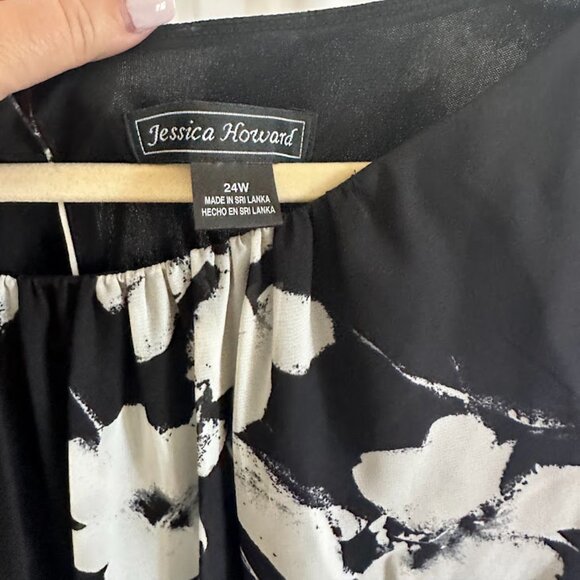 Jessica Howard
24W
MADE IN SRI LANKA
HECHO EN SRI LANKA